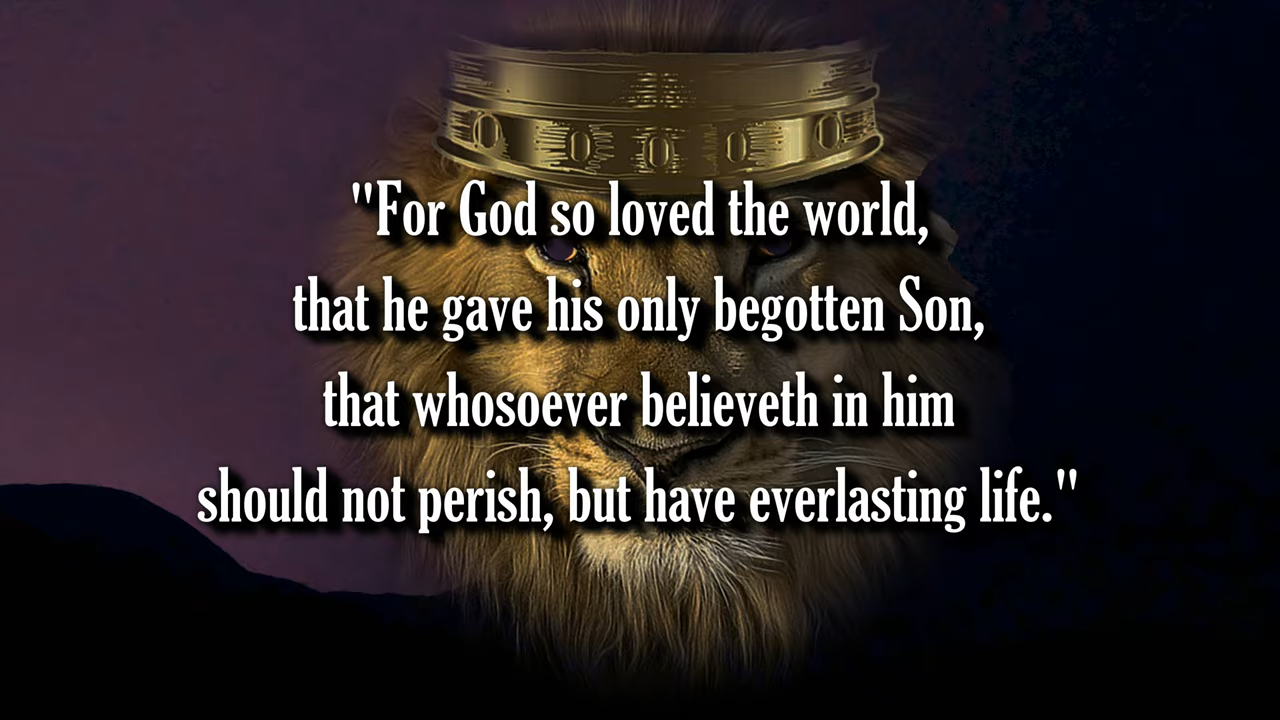 "For God so loved the world,
that he gave his only begotten Son,
that whosoever believeth in him
should not perish, but have everlasting life."